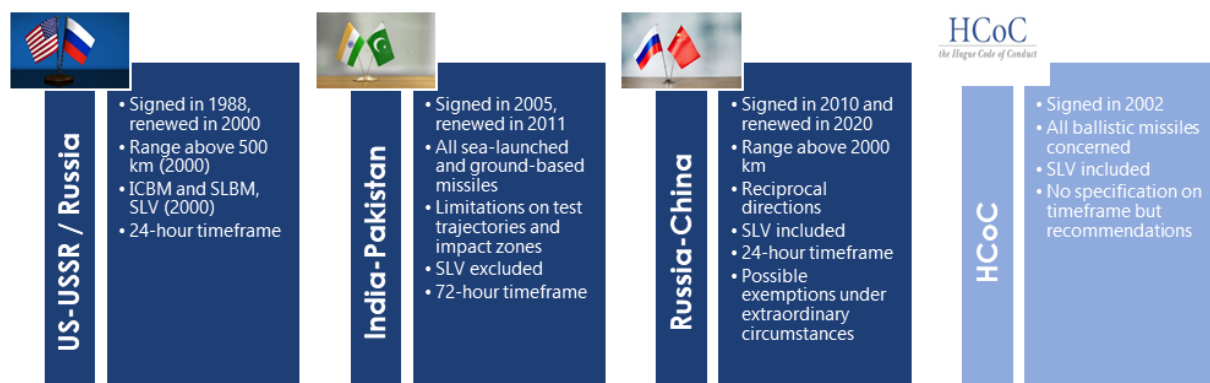 US-USSR / Russia
• Signed in 1988,
renewed in 2000
• Range above 500
km (2000)
• ICBM and SLBM,
SLV (2000)
• 24-hour timeframe
India-Pakistan
• Signed in 2005,
renewed in 2011
• All sea-launched
and ground-based
missiles
• Limitations on test
trajectories and
impact zones
• SLV excluded
• 72-hour timeframe
Russia-China
• Signed in 2010 and
renewed in 2020
• Range above 2000
km
• Reciprocal
directions
• SLV included
• 24-hour timeframe
• Possible
exemptions under
extraordinary
circumstances
HCoC
the Hague Code of Conduct
HCoC
• Signed in 2002
• All ballistic missiles
concerned
• SLV included
• No specification on
timeframe but
recommendations